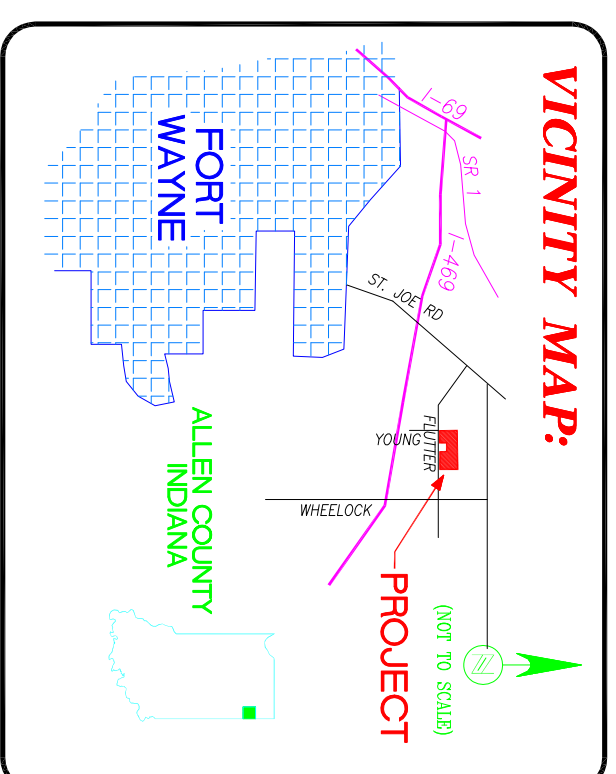 VICINITY MAP:
I-69
SR 1
I-469
ST. JOE RD
FLUTTER
YOUNG
WHEELOCK
FORT
WAYNE
ALLEN COUNTY
INDIANA
PROJECT
(NOT TO SCALE)